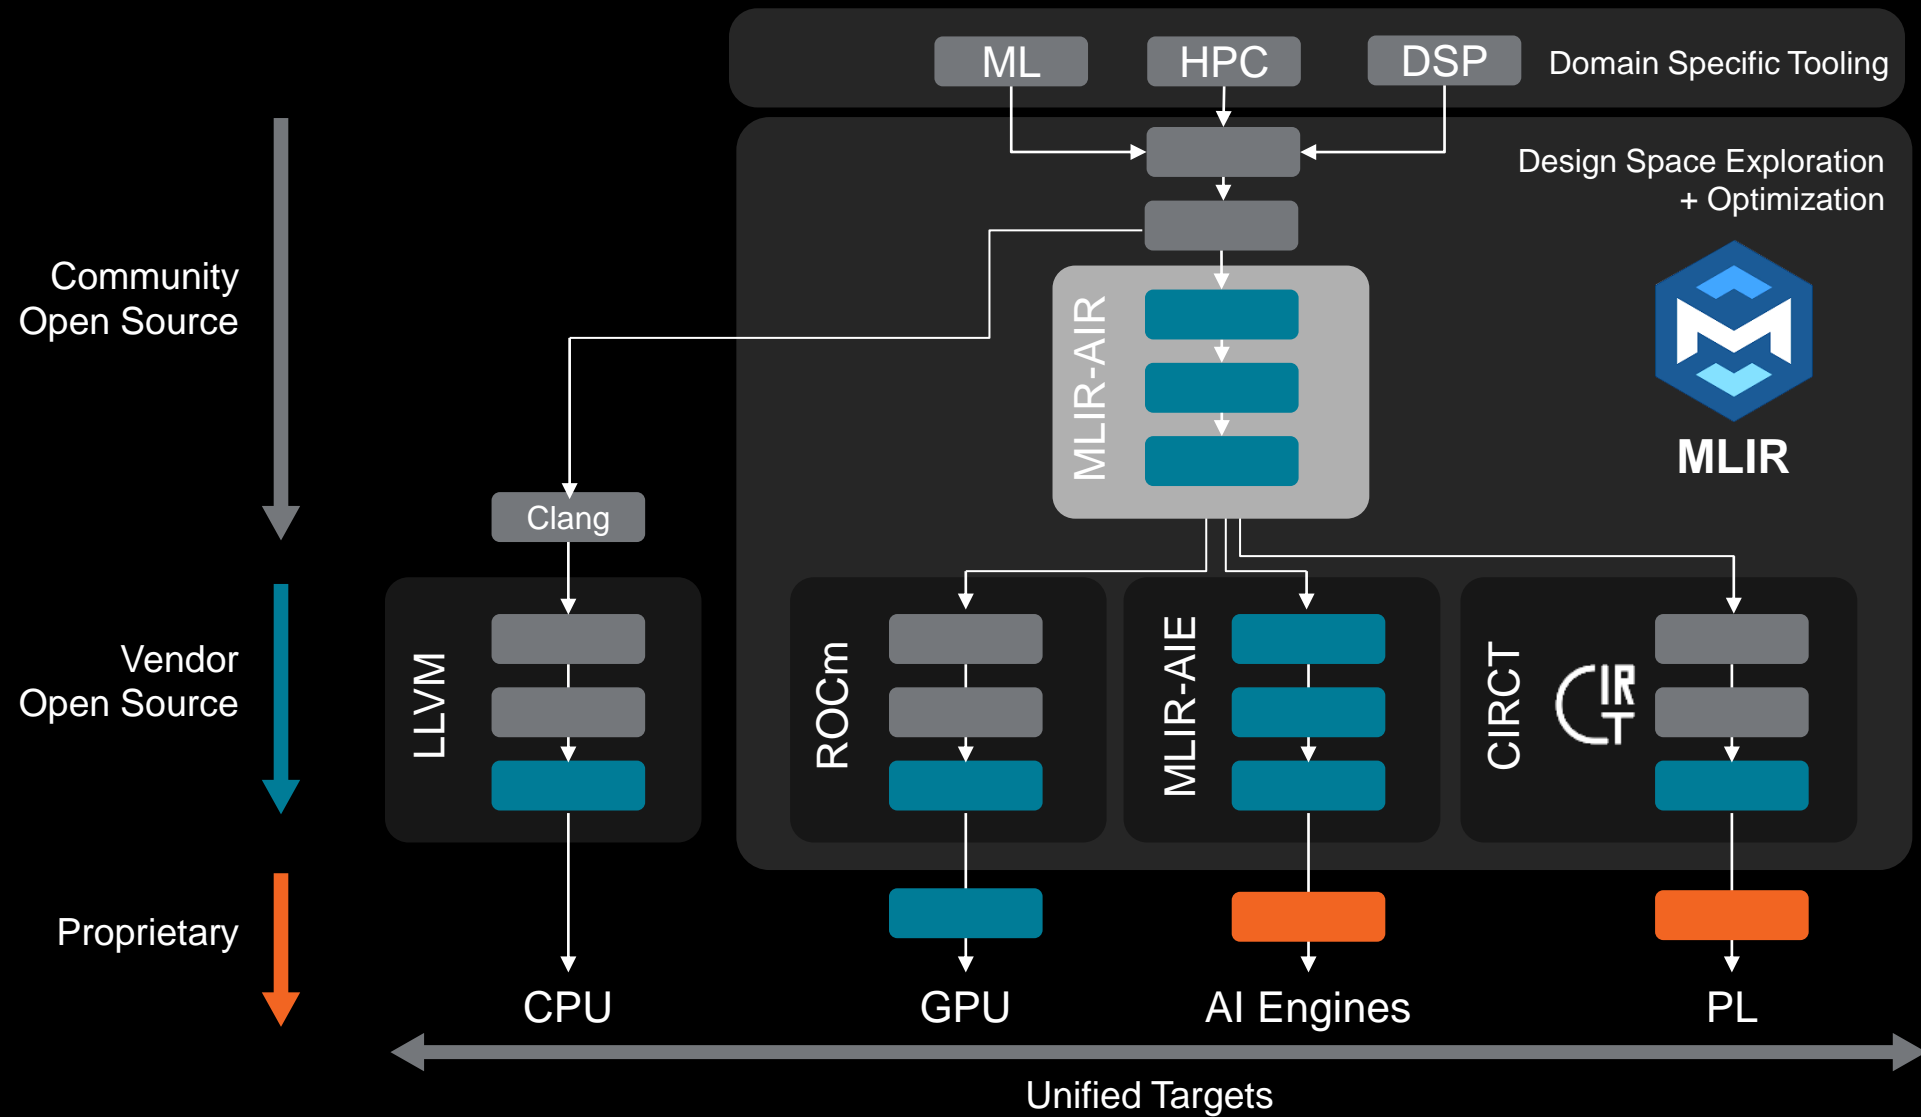 ML
HPC
DSP
Domain Specific Tooling
Design Space Exploration
+ Optimization
Community
Open Source
MLIR-AIR
MLIR
Clang
Vendor
Open Source
LLVM
ROCm
MLIR-AIE
CIRCT
CIR
T
Proprietary
CPU
GPU
AI Engines
PL
Unified Targets